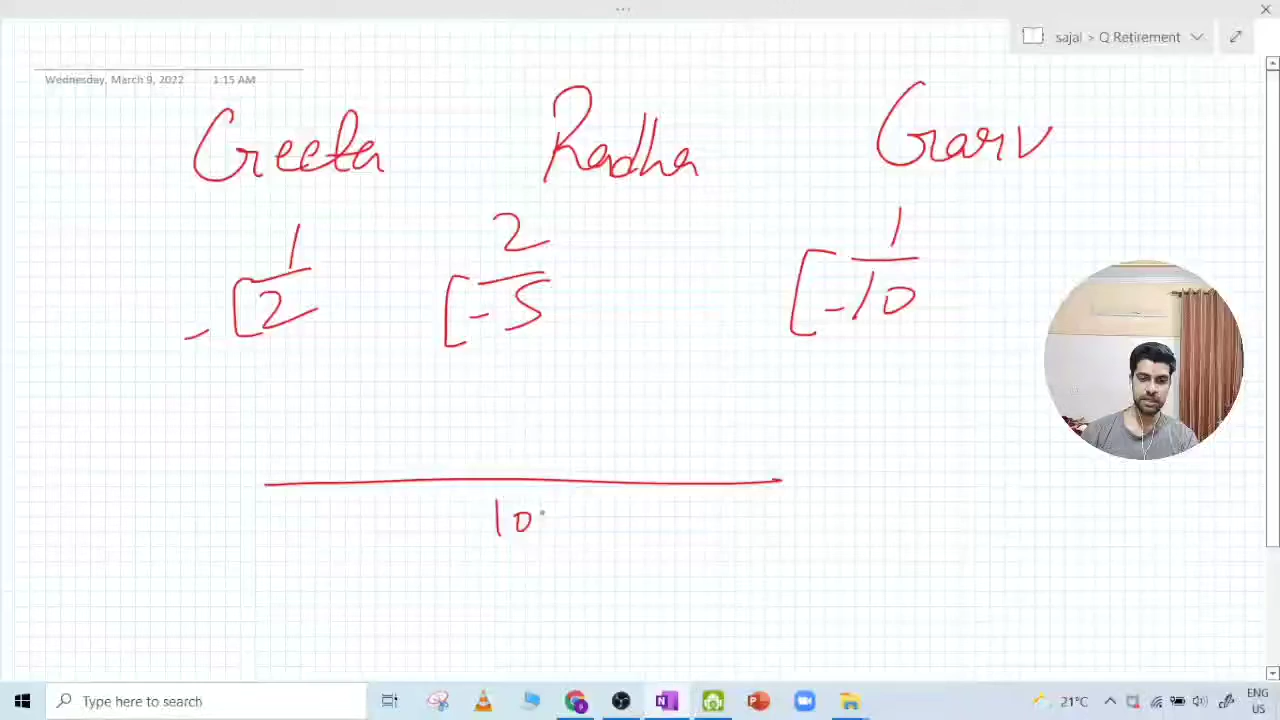 sajal > Q Retirement
Wednesday, March 9, 2022 1:15 AM
Geeta Radha Garv
1 2 1
- [2 [-5 [-10
10
Type here to search
21°C
ENG
US